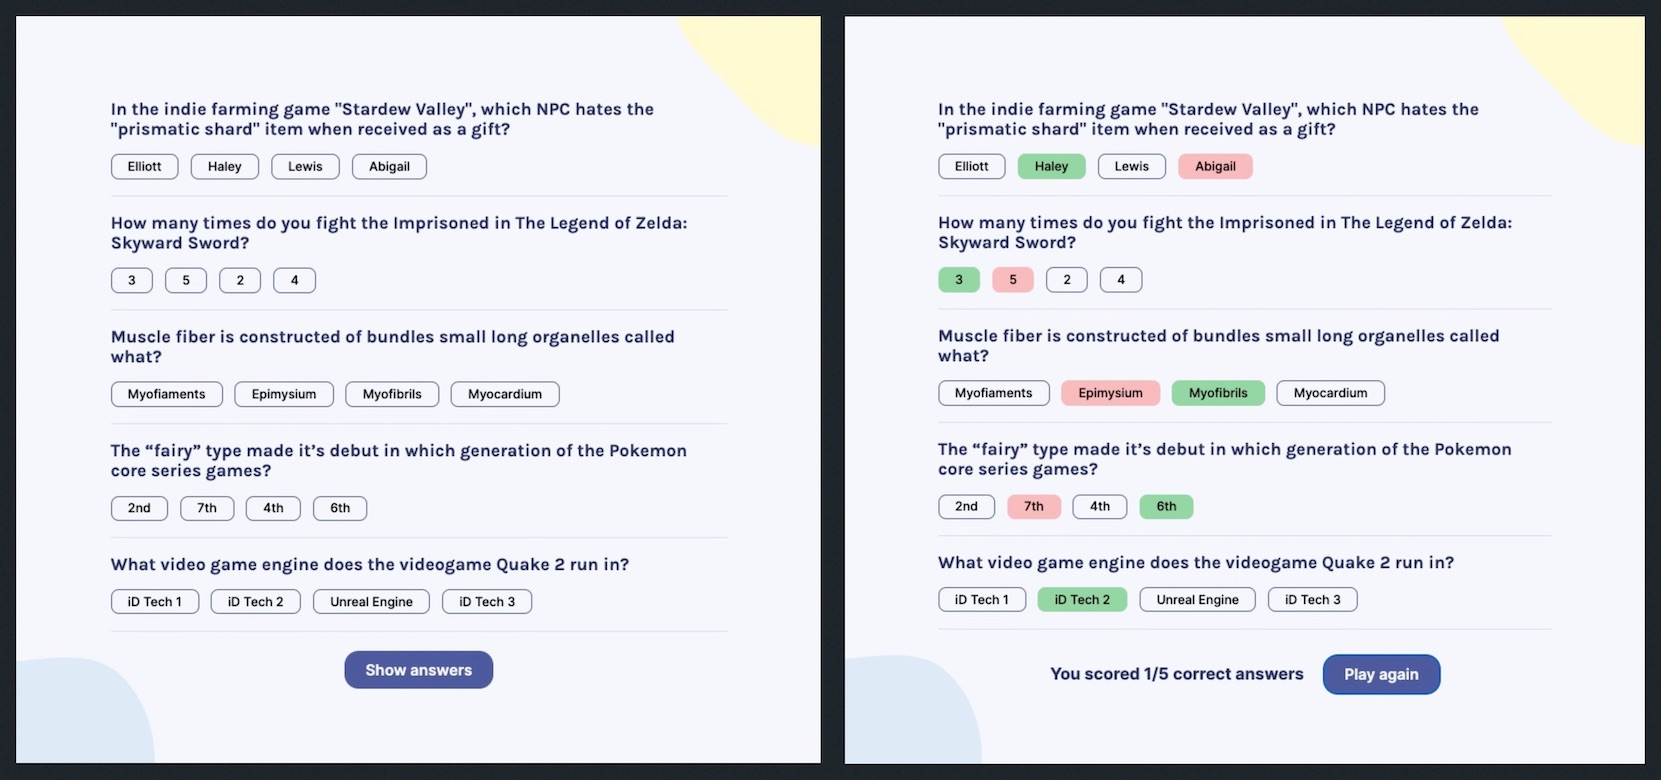 In the indie farming game "Stardew Valley", which NPC hates the
"prismatic shard" item when received as a gift?
Elliott Haley Lewis Abigail
How many times do you fight the Imprisoned in The Legend of Zelda:
Skyward Sword?
3 5 2 4
Muscle fiber is constructed of bundles small long organelles called
what?
Myofiaments Epimysium Myofibrils Myocardium
The “fairy” type made it’s debut in which generation of the Pokemon
core series games?
2nd 7th 4th 6th
What video game engine does the videogame Quake 2 run in?
iD Tech 1 iD Tech 2 Unreal Engine iD Tech 3
Show answers
In the indie farming game "Stardew Valley", which NPC hates the
"prismatic shard" item when received as a gift?
Elliott Haley Lewis Abigail
How many times do you fight the Imprisoned in The Legend of Zelda:
Skyward Sword?
3 5 2 4
Muscle fiber is constructed of bundles small long organelles called
what?
Myofiaments Epimysium Myofibrils Myocardium
The “fairy” type made it’s debut in which generation of the Pokemon
core series games?
2nd 7th 4th 6th
What video game engine does the videogame Quake 2 run in?
iD Tech 1 iD Tech 2 Unreal Engine iD Tech 3
You scored 1/5 correct answers Play again